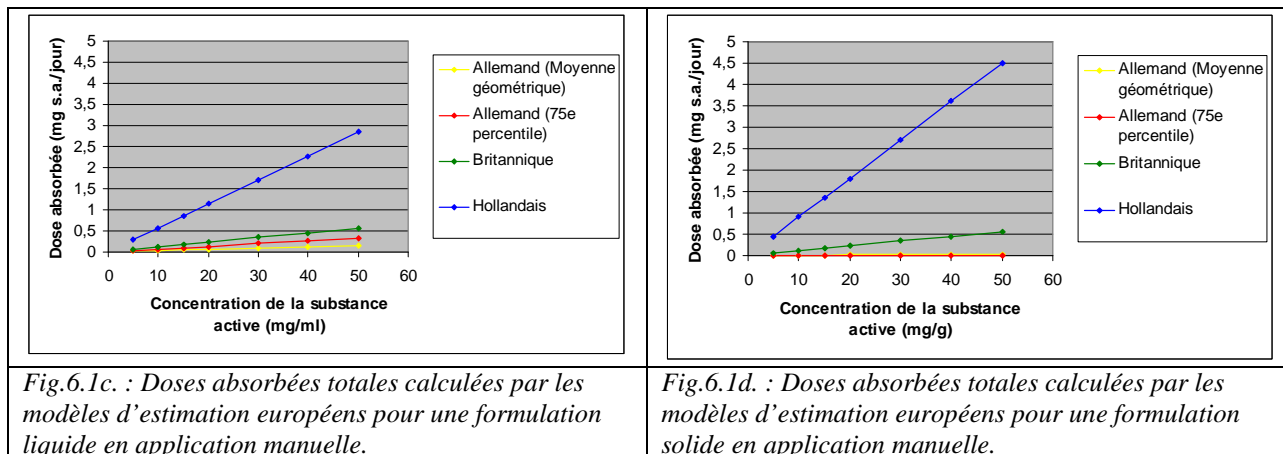 Dose absorbée (mg s.a./jour)
5
4,5
4
3,5
3
2,5
2
1,5
1
0,5
0
0 10 20 30 40 50 60
Concentration de la substance
active (mg/ml)
Allemand (Moyenne
géométrique)
Allemand (75e
percentile)
Britannique
Hollandais
Fig.6.1c. : Doses absorbées totales calculées par les
modèles d'estimation européens pour une formulation
liquide en application manuelle.
Dose absorbée (mg s.a./jour)
5
4,5
4
3,5
3
2,5
2
1,5
1
0,5
0
0 10 20 30 40 50 60
Concentration de la substance
active (mg/g)
Allemand (Moyenne
géométrique)
Allemand (75e
percentile)
Britannique
Hollandais
Fig.6.1d. : Doses absorbées totales calculées par les
modèles d'estimation européens pour une formulation
solide en application manuelle.